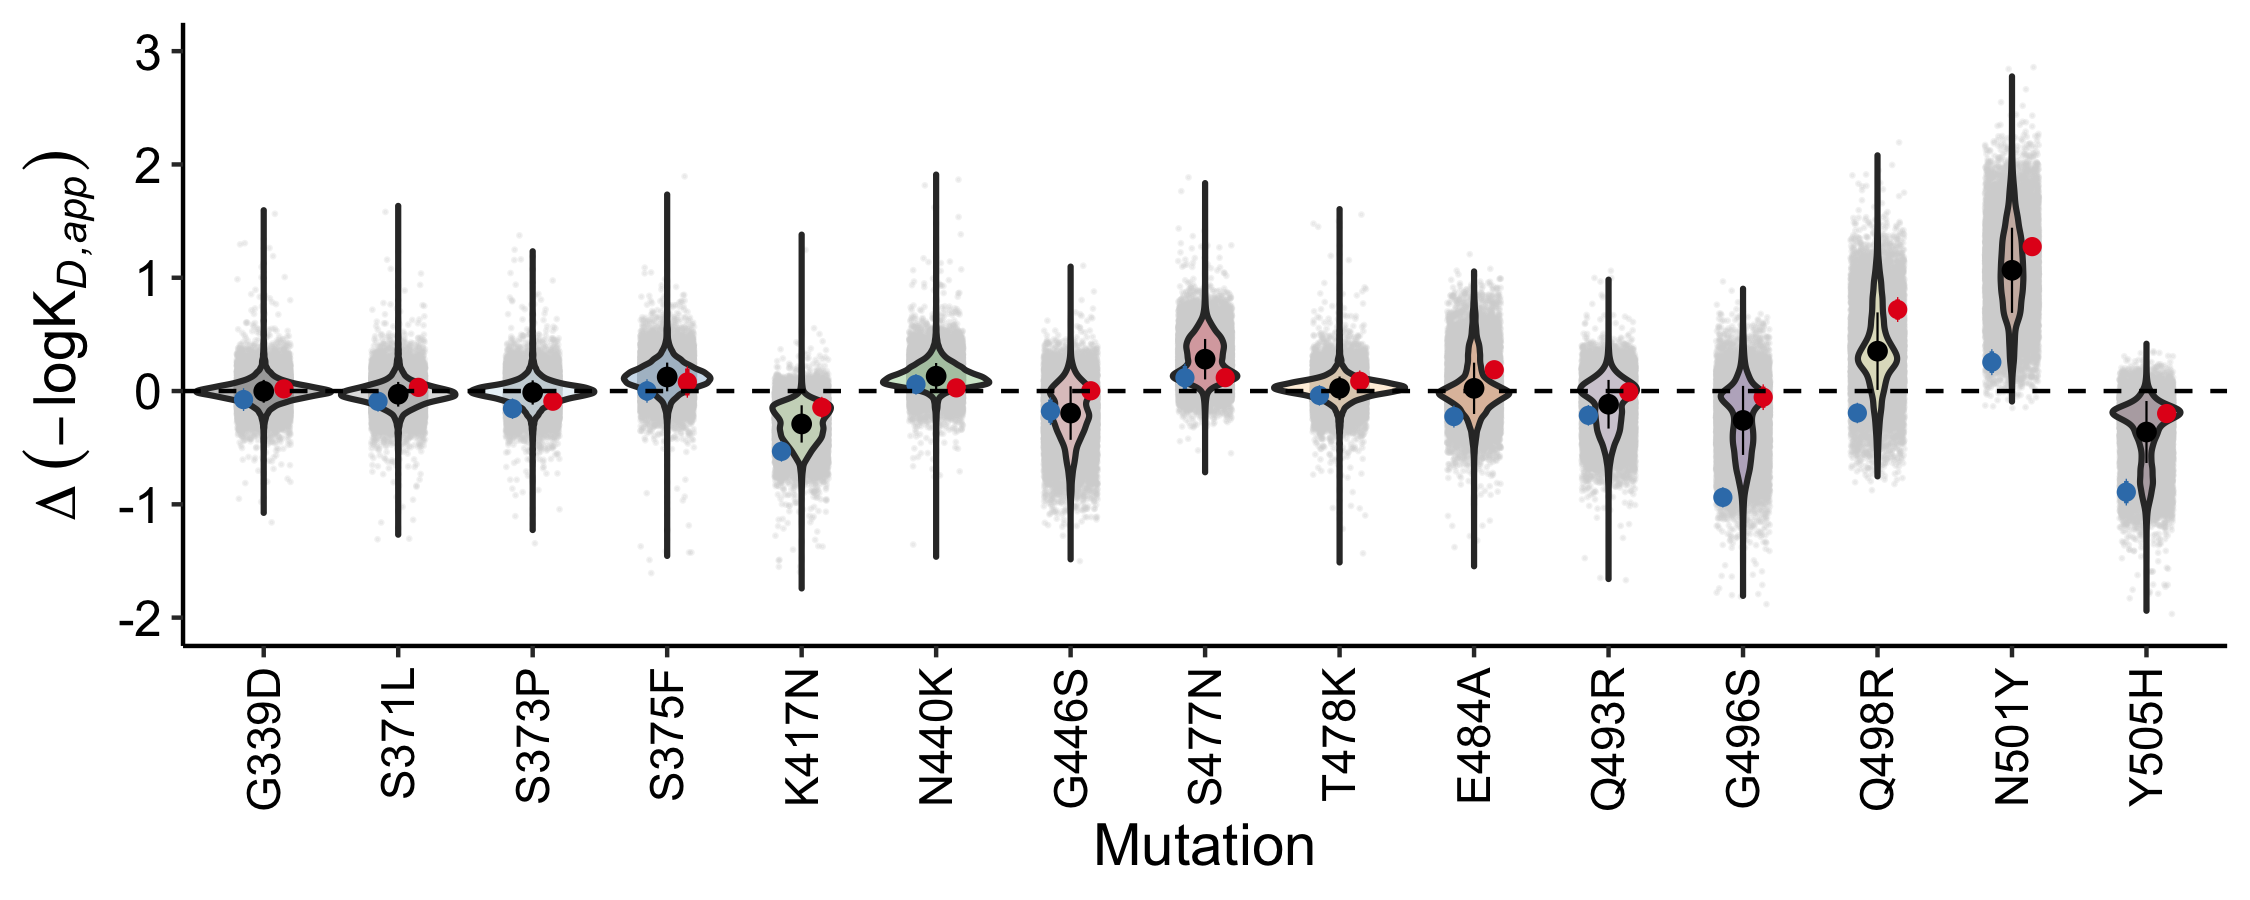 3
2
1
0
-1
-2
Δ (−logK_D,app)
G339D
S371L
S373P
S375F
K417N
N440K
G446S
S477N
T478K
E484A
Q493R
G496S
Q498R
N501Y
Y505H
Mutation